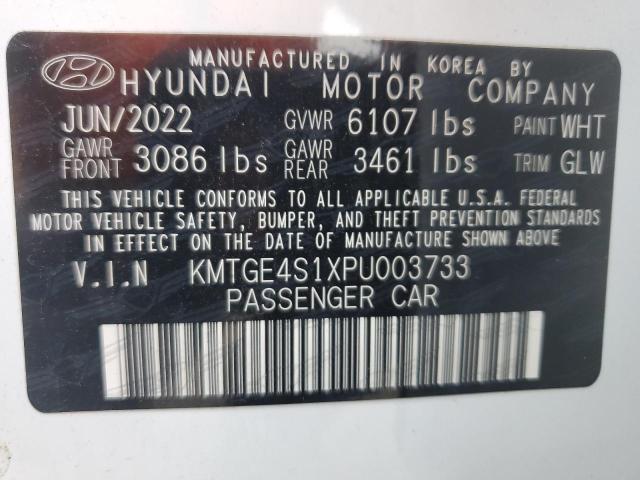 MANUFACTURED IN KOREA BY
HYUNDAI MOTOR COMPANY
JUN/2022 GVWR 6107 lbs PAINT WHT
GAWR FRONT 3086 lbs GAWR REAR 3461 lbs TRIM GLW
THIS VEHICLE CONFORMS TO ALL APPLICABLE U.S.A. FEDERAL
MOTOR VEHICLE SAFETY, BUMPER, AND THEFT PREVENTION STANDARDS
IN EFFECT ON THE DATE OF MANUFACTURE SHOWN ABOVE
V.I.N KMTGE4S1XPU003733
PASSENGER CAR